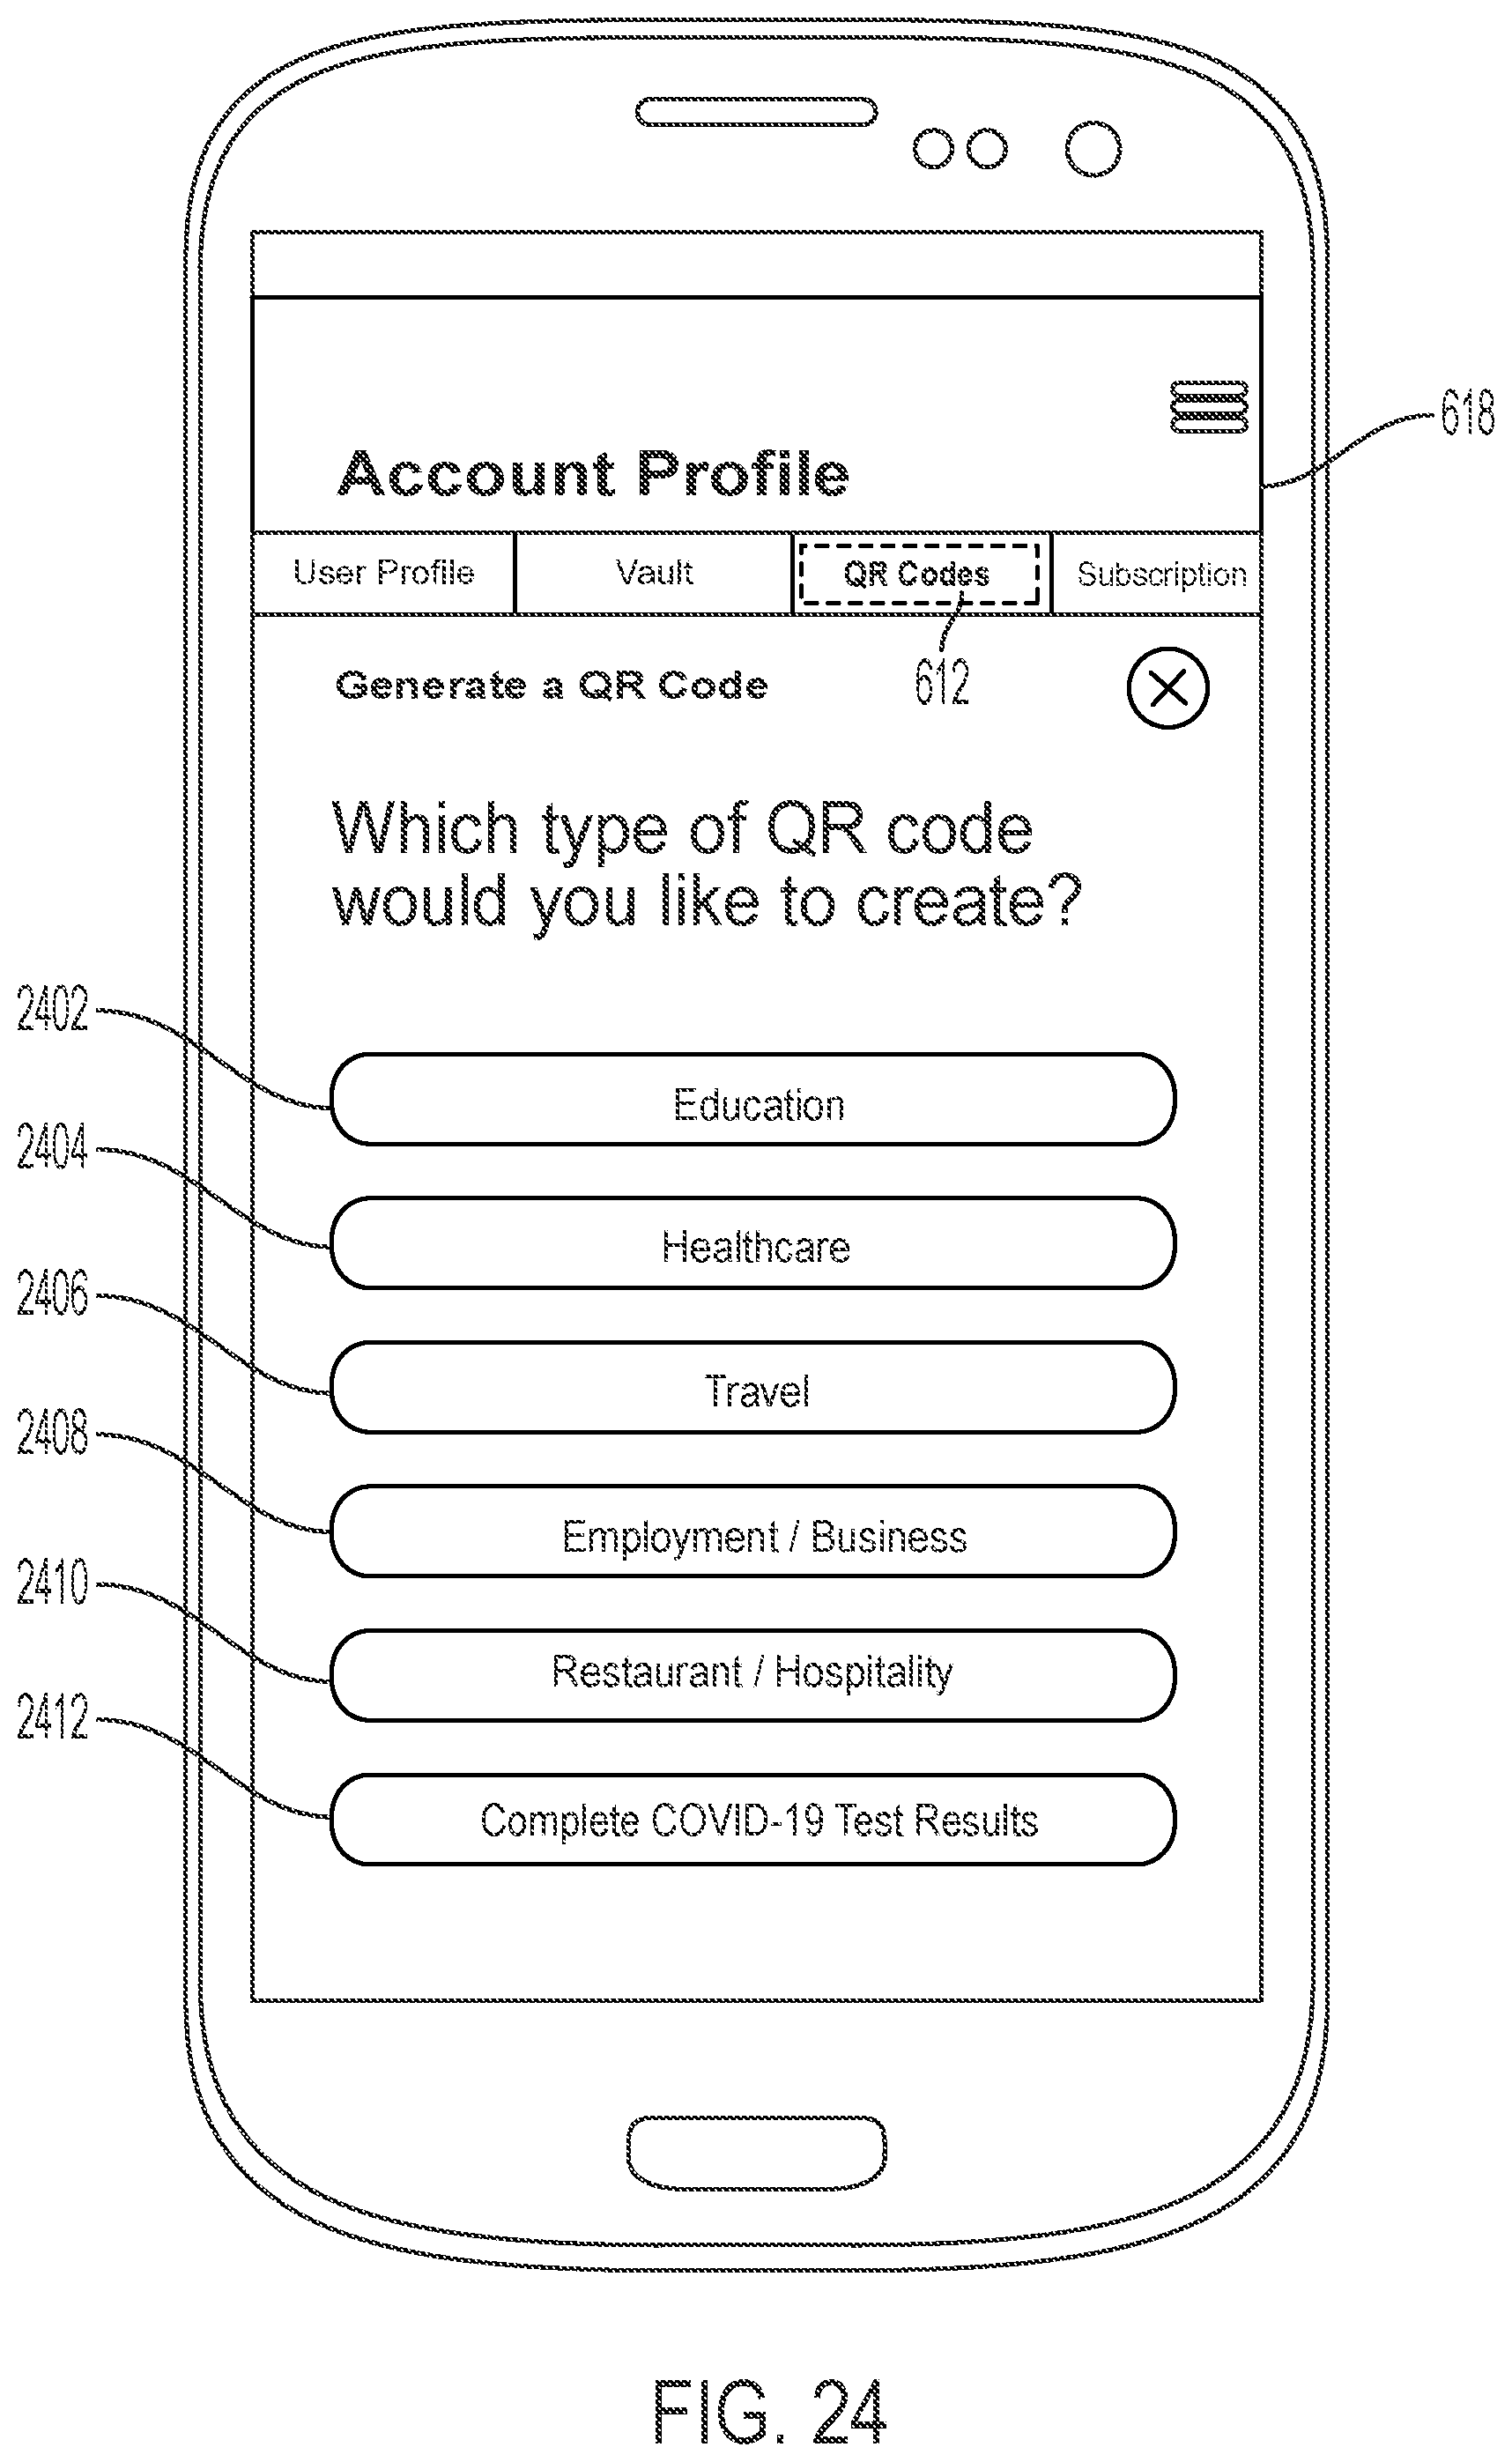 618
Account Profile
User Profile
Vault
QR Codes
Subscription
612
Generate a QR Code
Which type of QR code
would you like to create?
2402
Education
2404
Healthcare
2406
Travel
2408
Employment / Business
2410
Restaurant / Hospitality
2412
Complete COVID-19 Test Results
FIG. 24